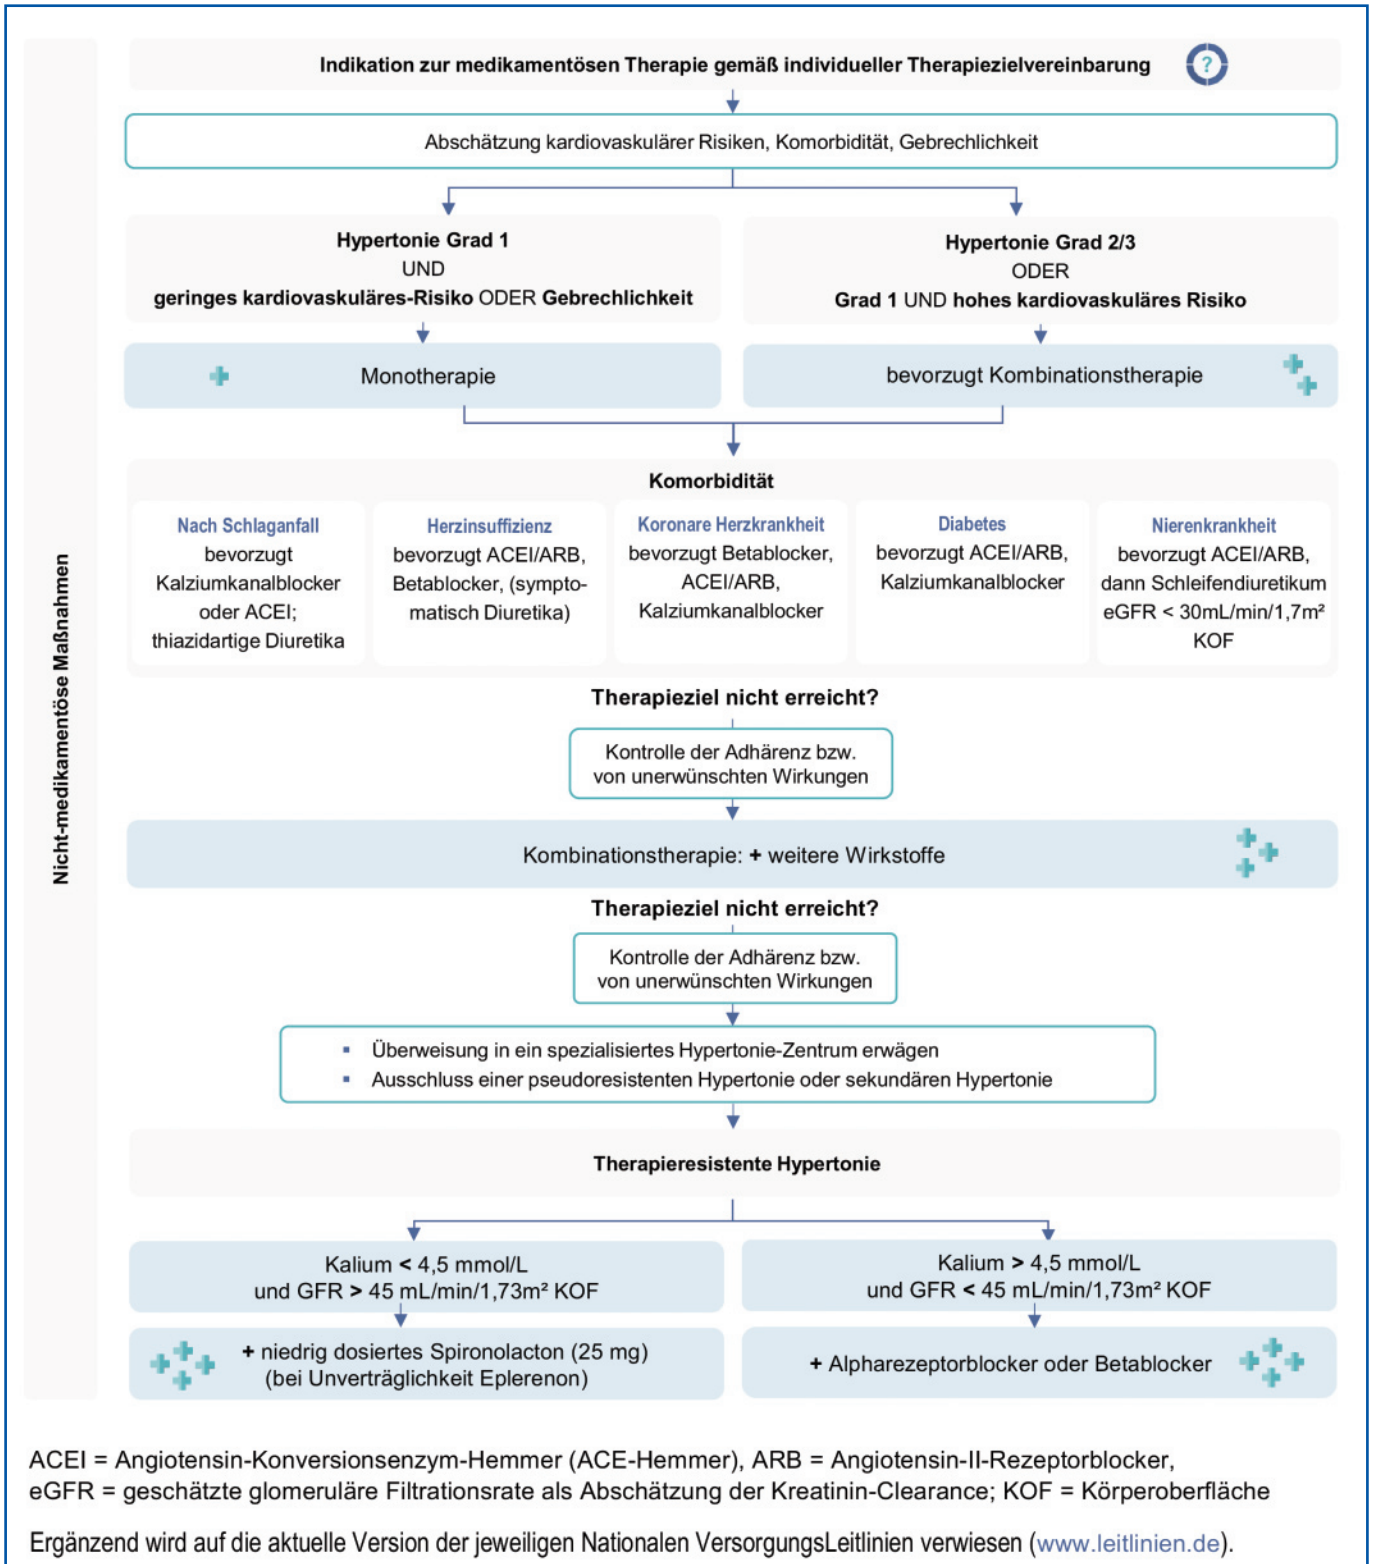 Nicht-medikamentöse Maßnahmen
Indikation zur medikamentösen Therapie gemäß individueller Therapiezielvereinbarung
?
Abschätzung kardiovaskulärer Risiken, Komorbidität, Gebrechlichkeit
Hypertonie Grad 1
UND
geringes kardiovaskuläres-Risiko ODER Gebrechlichkeit
Hypertonie Grad 2/3
ODER
Grad 1 UND hohes kardiovaskuläres Risiko
Monotherapie
bevorzugt Kombinationstherapie
Komorbidität
Nach Schlaganfall
bevorzugt
Kalziumkanalblocker
oder ACEI;
thiazidartige Diuretika
Herzinsuffizienz
bevorzugt ACEI/ARB,
Betablocker, (sympto-
matisch Diuretika)
Koronare Herzkrankheit
bevorzugt Betablocker,
ACEI/ARB,
Kalziumkanalblocker
Diabetes
bevorzugt ACEI/ARB,
Kalziumkanalblocker
Nierenkrankheit
bevorzugt ACEI/ARB,
dann Schleifendiuretikum
eGFR < 30mL/min/1,7m²
KOF
Therapieziel nicht erreicht?
Kontrolle der Adhärenz bzw.
von unerwünschten Wirkungen
Kombinationstherapie: + weitere Wirkstoffe
Therapieziel nicht erreicht?
Kontrolle der Adhärenz bzw.
von unerwünschten Wirkungen
▪ Überweisung in ein spezialisiertes Hypertonie-Zentrum erwägen
▪ Ausschluss einer pseudoresistenten Hypertonie oder sekundären Hypertonie
Therapieresistente Hypertonie
Kalium < 4,5 mmol/L
und GFR > 45 mL/min/1,73m² KOF
Kalium > 4,5 mmol/L
und GFR < 45 mL/min/1,73m² KOF
+ niedrig dosiertes Spironolacton (25 mg)
(bei Unverträglichkeit Eplerenon)
+ Alpharezeptorblocker oder Betablocker
ACEI = Angiotensin-Konversionsenzym-Hemmer (ACE-Hemmer), ARB = Angiotensin-II-Rezeptorblocker,
eGFR = geschätzte glomeruläre Filtrationsrate als Abschätzung der Kreatinin-Clearance; KOF = Körperoberfläche
Ergänzend wird auf die aktuelle Version der jeweiligen Nationalen VersorgungsLeitlinien verwiesen (www.leitlinien.de).